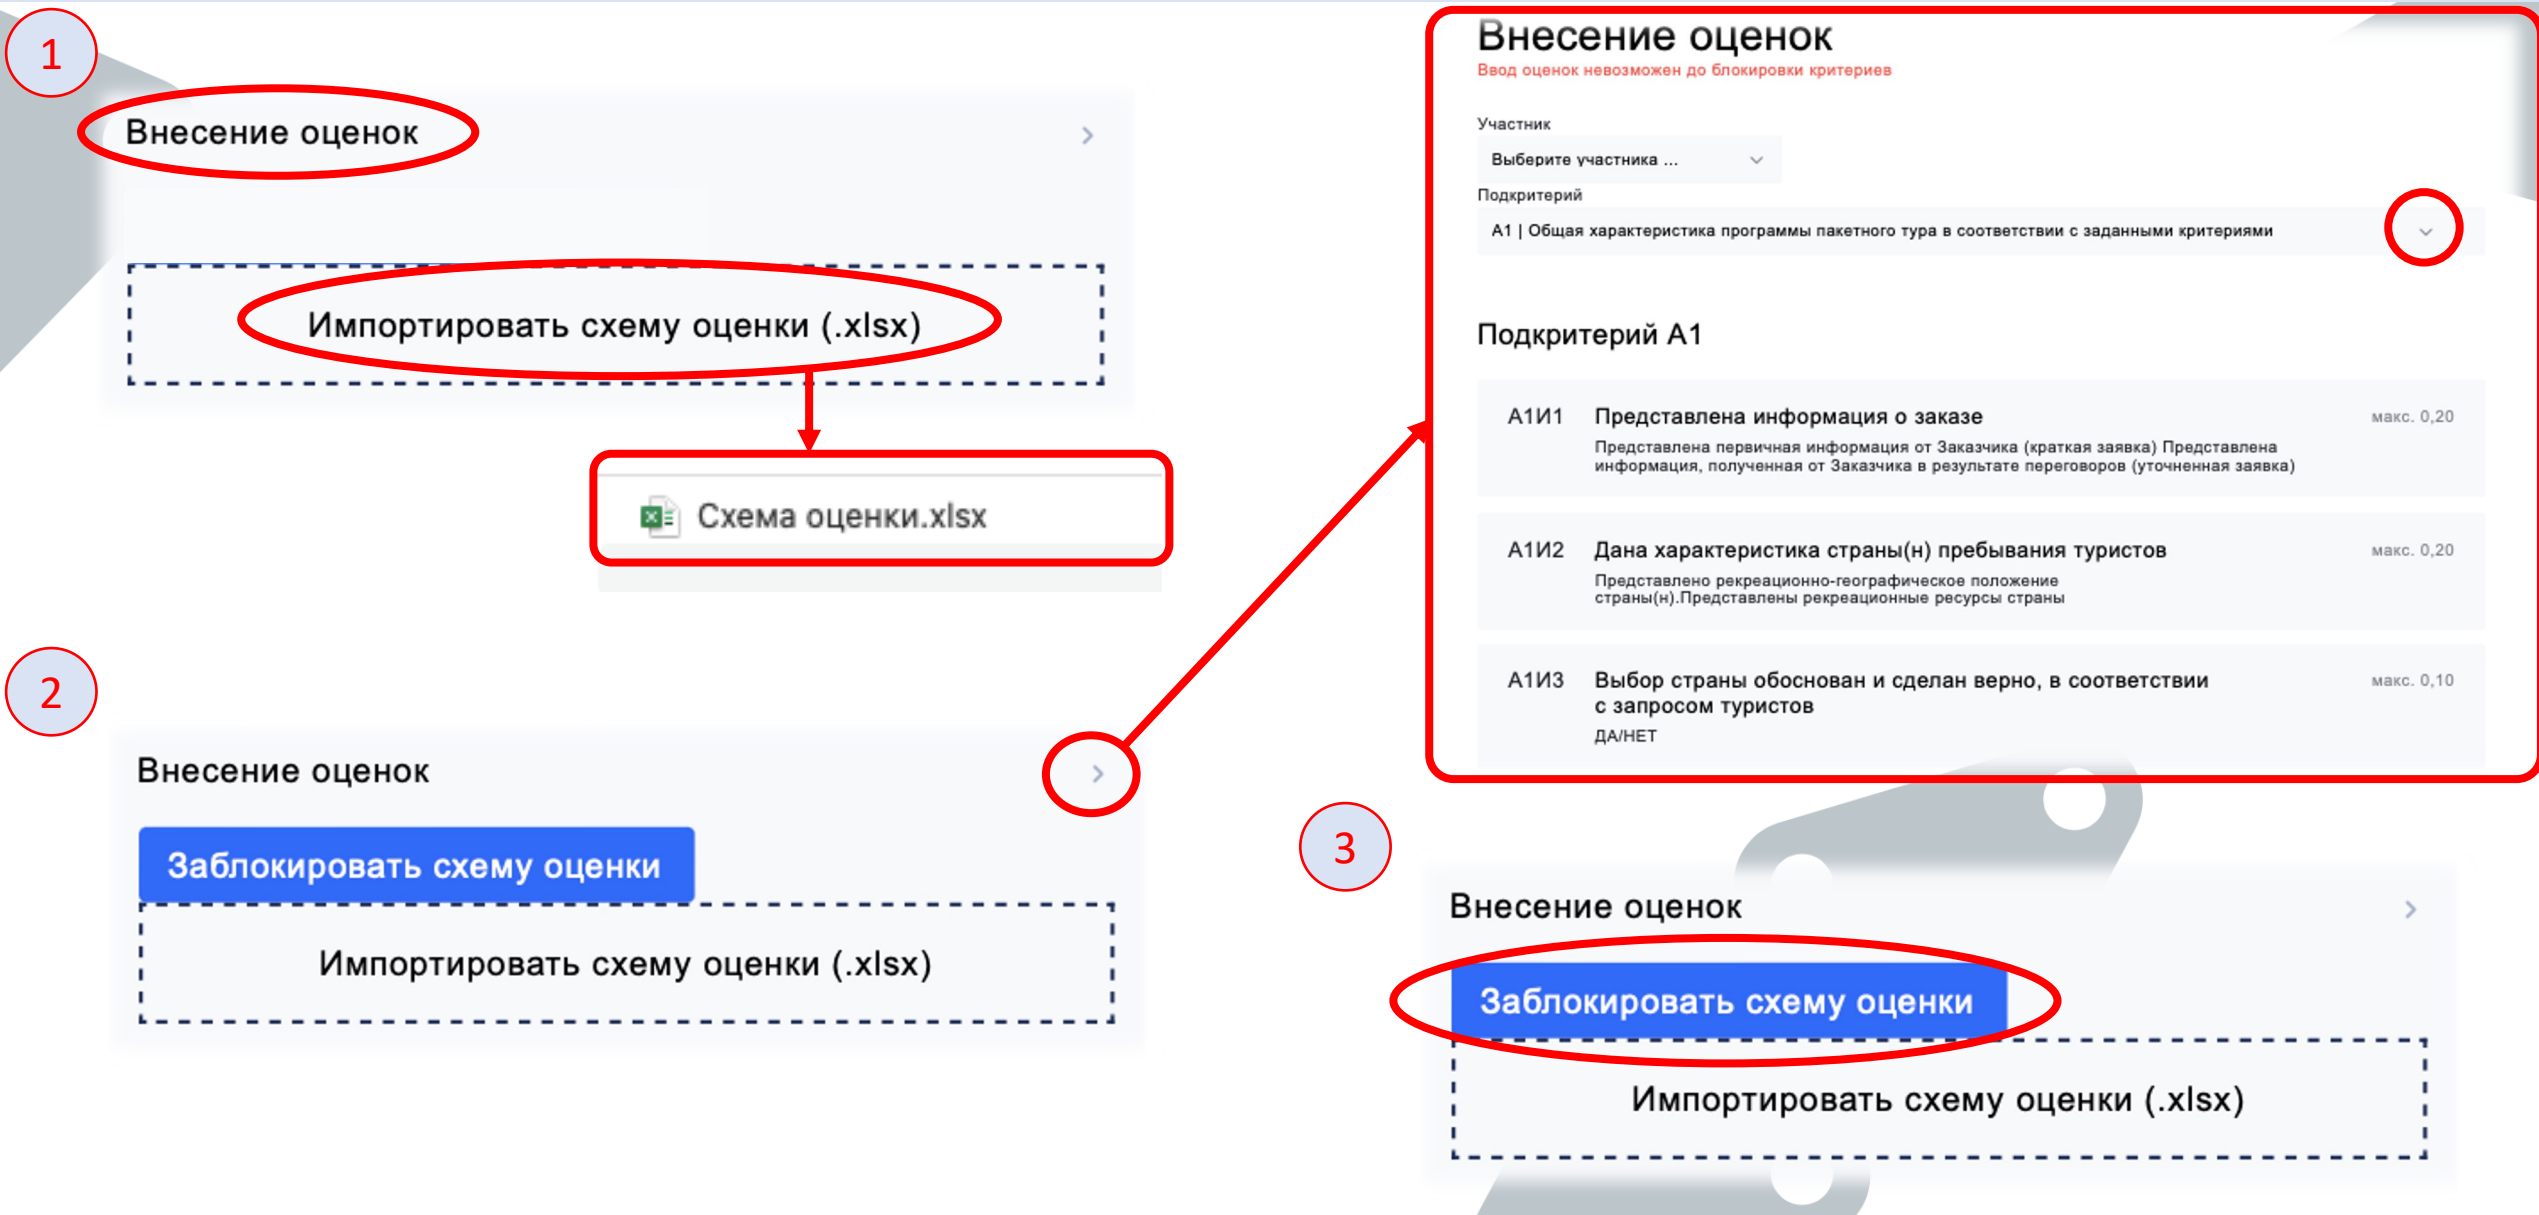 1
Внесение оценок
Импортировать схему оценки (.xlsx)
Схема оценки.xlsx
2
Внесение оценок
Заблокировать схему оценки
Импортировать схему оценки (.xlsx)
Внесение оценок
Ввод оценок невозможен до блокировки критериев
Участник
Выберите участника ...
Подкритерий
А1 | Общая характеристика программы пакетного тура в соответствии с заданными критериями
Подкритерий А1
А1И1 Представлена информация о заказе макс. 0,20
Представлена первичная информация от Заказчика (краткая заявка) Представлена
информация, полученная от Заказчика в результате переговоров (уточненная заявка)
А1И2 Дана характеристика страны(н) пребывания туристов макс. 0,20
Представлено рекреационно-географическое положение
страны(н).Представлены рекреационные ресурсы страны
А1И3 Выбор страны обоснован и сделан верно, в соответствии макс. 0,10
с запросом туристов
ДА/НЕТ
3
Внесение оценок
Заблокировать схему оценки
Импортировать схему оценки (.xlsx)